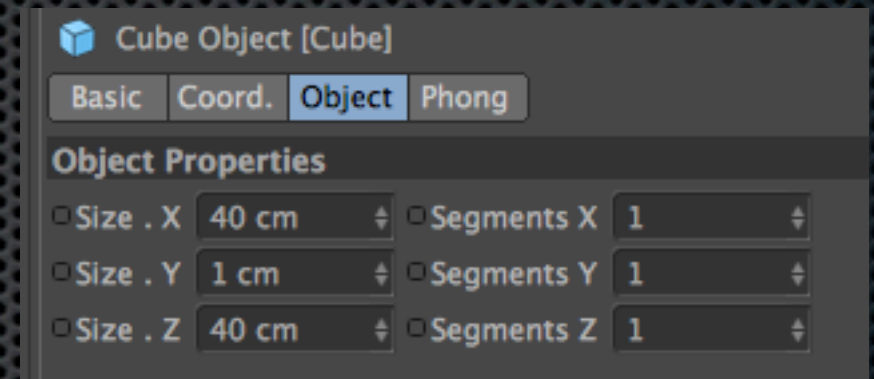 Cube Object [Cube]
Basic Coord. Object Phong
Object Properties
Size . X 40 cm Segments X 1
Size . Y 1 cm Segments Y 1
Size . Z 40 cm Segments Z 1